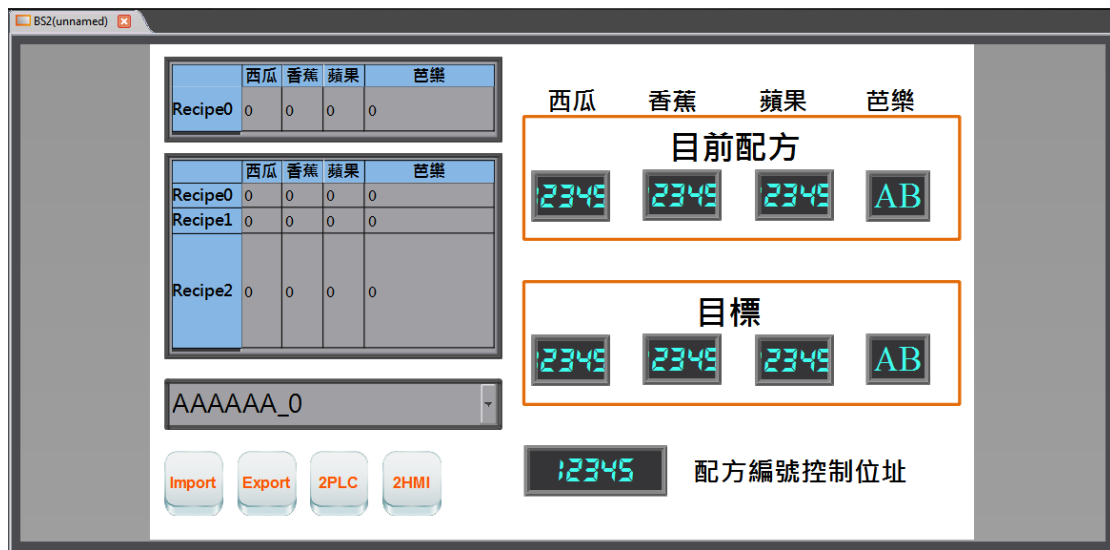 BS2(unnamed)
西瓜 香蕉 蘋果 芭樂
Recipe0 0 0 0 0
西瓜 香蕉 蘋果 芭樂
Recipe0 0 0 0 0
Recipe1 0 0 0 0
Recipe2 0 0 0 0
AAAAAA_0
Import Export 2PLC 2HMI
西瓜 香蕉 蘋果 芭樂
目前配方
12345 12345 12345 AB
目標
12345 12345 12345 AB
12345 配方編號控制位址